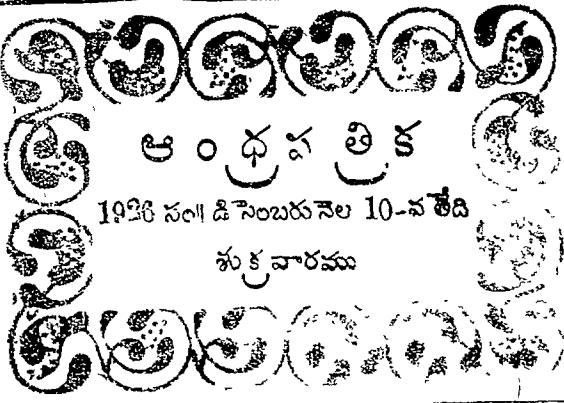 ఆంధ్రపత్రిక
1926 సం॥ డిసెంబరు నెల 10-వ తేది
శుక్రవారము